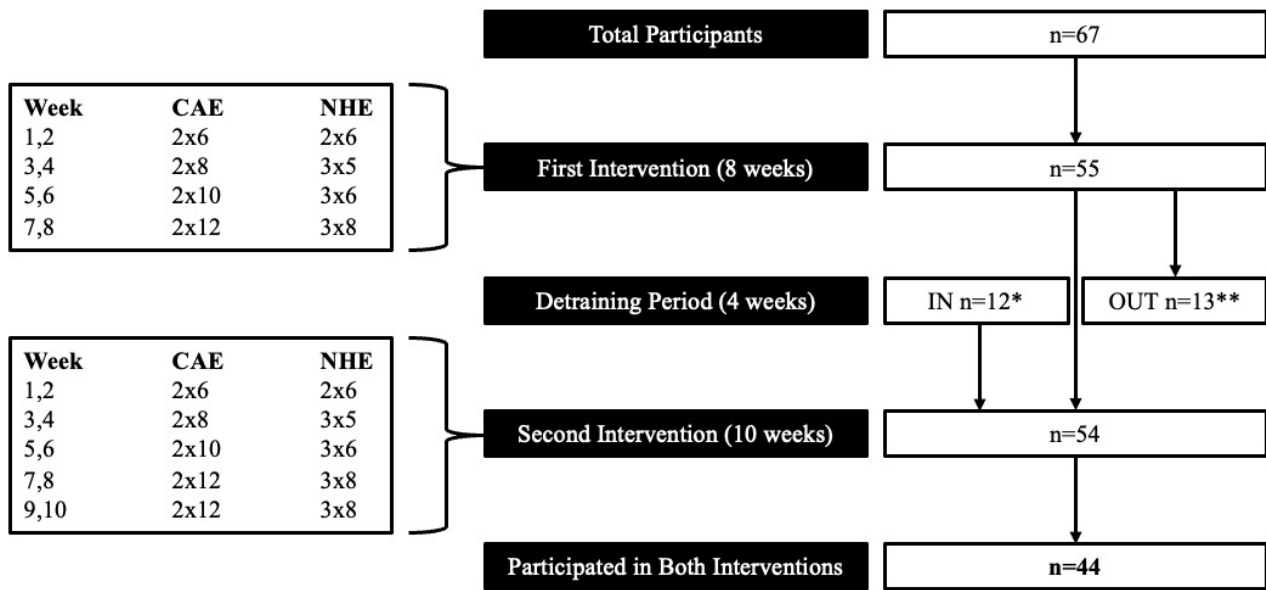 Total Participants n=67
Week CAE NHE
1,2 2x6 2x6
3,4 2x8 3x5
5,6 2x10 3x6
7,8 2x12 3x8
First Intervention (8 weeks) n=55
Detraining Period (4 weeks) IN n=12* OUT n=13**
Week CAE NHE
1,2 2x6 2x6
3,4 2x8 3x5
5,6 2x10 3x6
7,8 2x12 3x8
9,10 2x12 3x8
Second Intervention (10 weeks) n=54
Participated in Both Interventions n=44